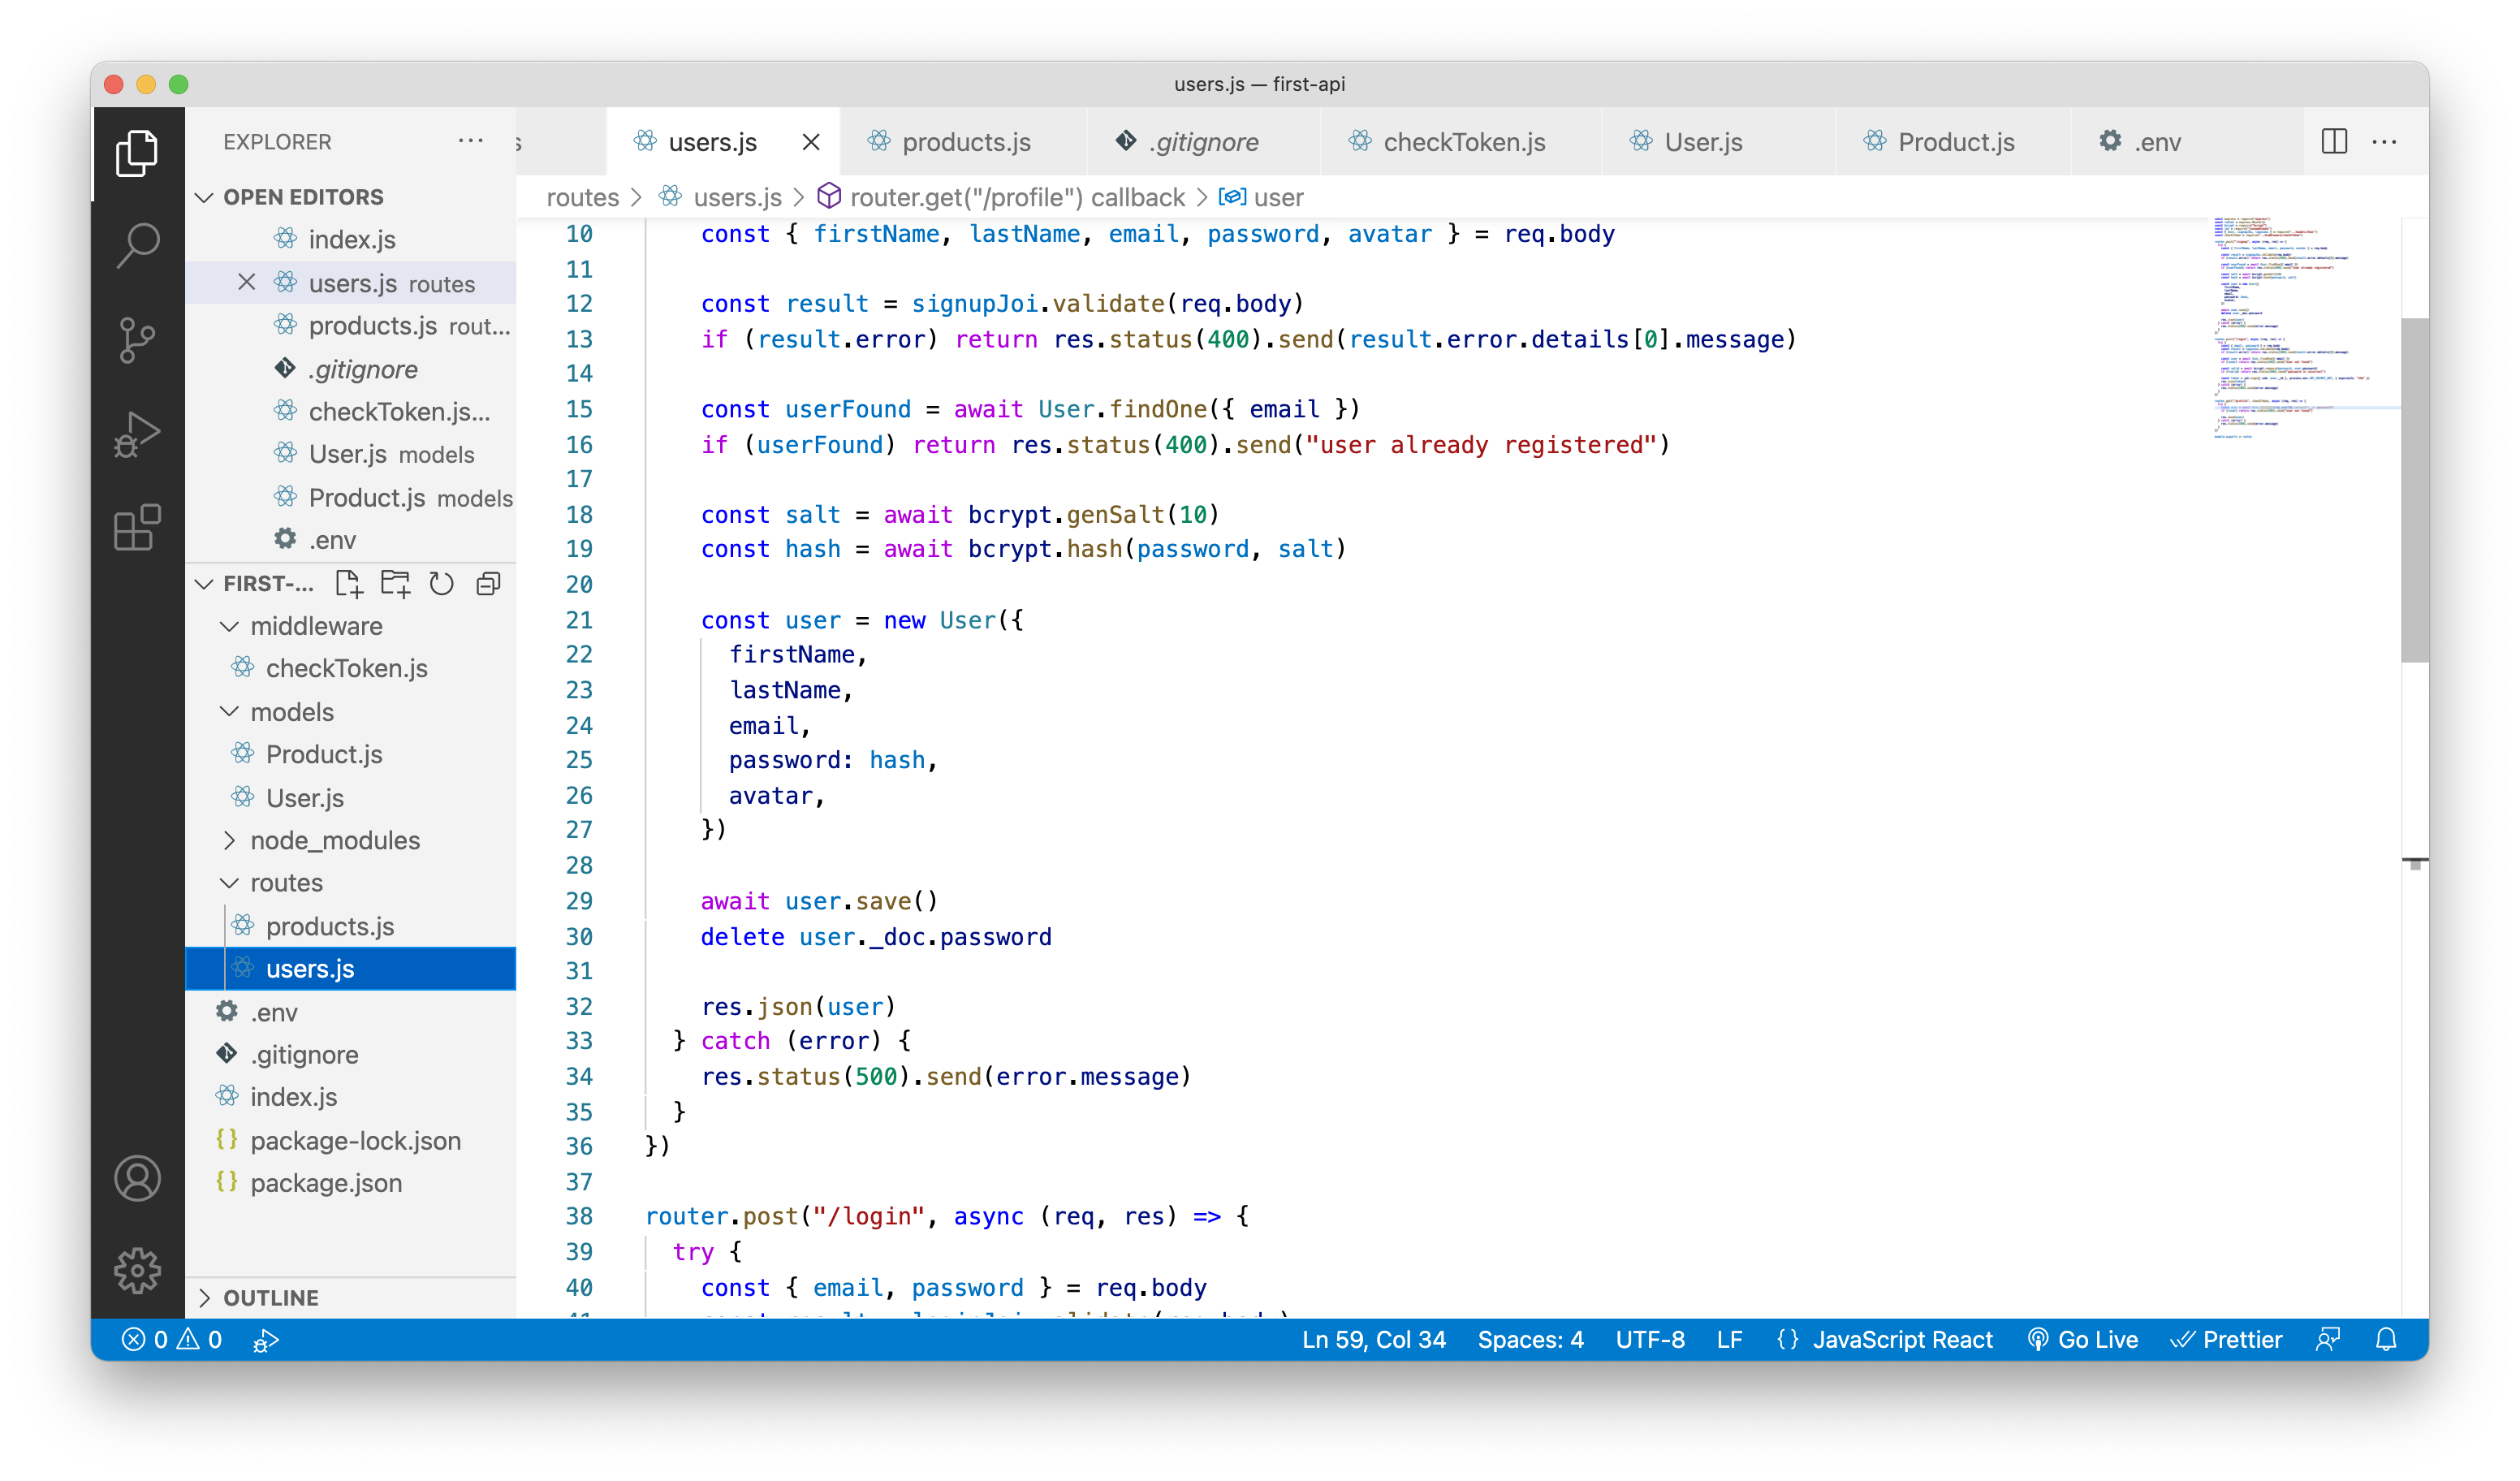 users.js — first-api
EXPLORER
s
users.js
products.js
.gitignore
checkToken.js
User.js
Product.js
.env
OPEN EDITORS
index.js
users.js routes
products.js rout...
.gitignore
checkToken.js...
User.js models
Product.js models
.env
FIRST-...
middleware
checkToken.js
models
Product.js
User.js
node_modules
routes
products.js
users.js
.env
.gitignore
index.js
package-lock.json
package.json
OUTLINE
routes > users.js > router.get("/profile") callback > user
10 const { firstName, lastName, email, password, avatar } = req.body
11
12 const result = signupJoi.validate(req.body)
13 if (result.error) return res.status(400).send(result.error.details[0].message)
14
15 const userFound = await User.findOne({ email })
16 if (userFound) return res.status(400).send("user already registered")
17
18 const salt = await bcrypt.genSalt(10)
19 const hash = await bcrypt.hash(password, salt)
20
21 const user = new User({
22 firstName,
23 lastName,
24 email,
25 password: hash,
26 avatar,
27 })
28
29 await user.save()
30 delete user._doc.password
31
32 res.json(user)
33 } catch (error) {
34 res.status(500).send(error.message)
35 }
36 })
37
38 router.post("/login", async (req, res) => {
39 try {
40 const { email, password } = req.body
0 0
Ln 59, Col 34 Spaces: 4 UTF-8 LF {} JavaScript React Go Live Prettier